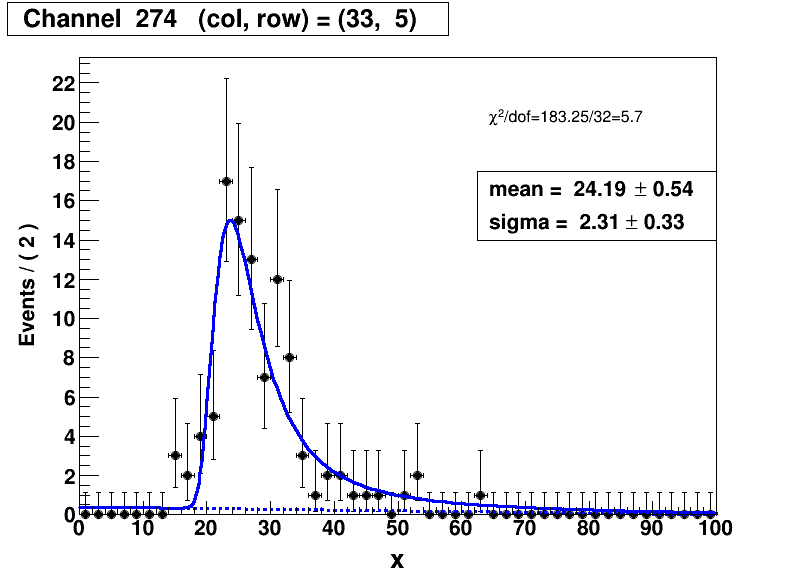 Channel 274 (col, row) = (33, 5)
χ²/dof=183.25/32=5.7
mean = 24.19 ± 0.54
sigma = 2.31 ± 0.33
Events / ( 2 )
22
20
18
16
14
12
10
8
6
4
2
0
0 10 20 30 40 50 60 70 80 90 100
x